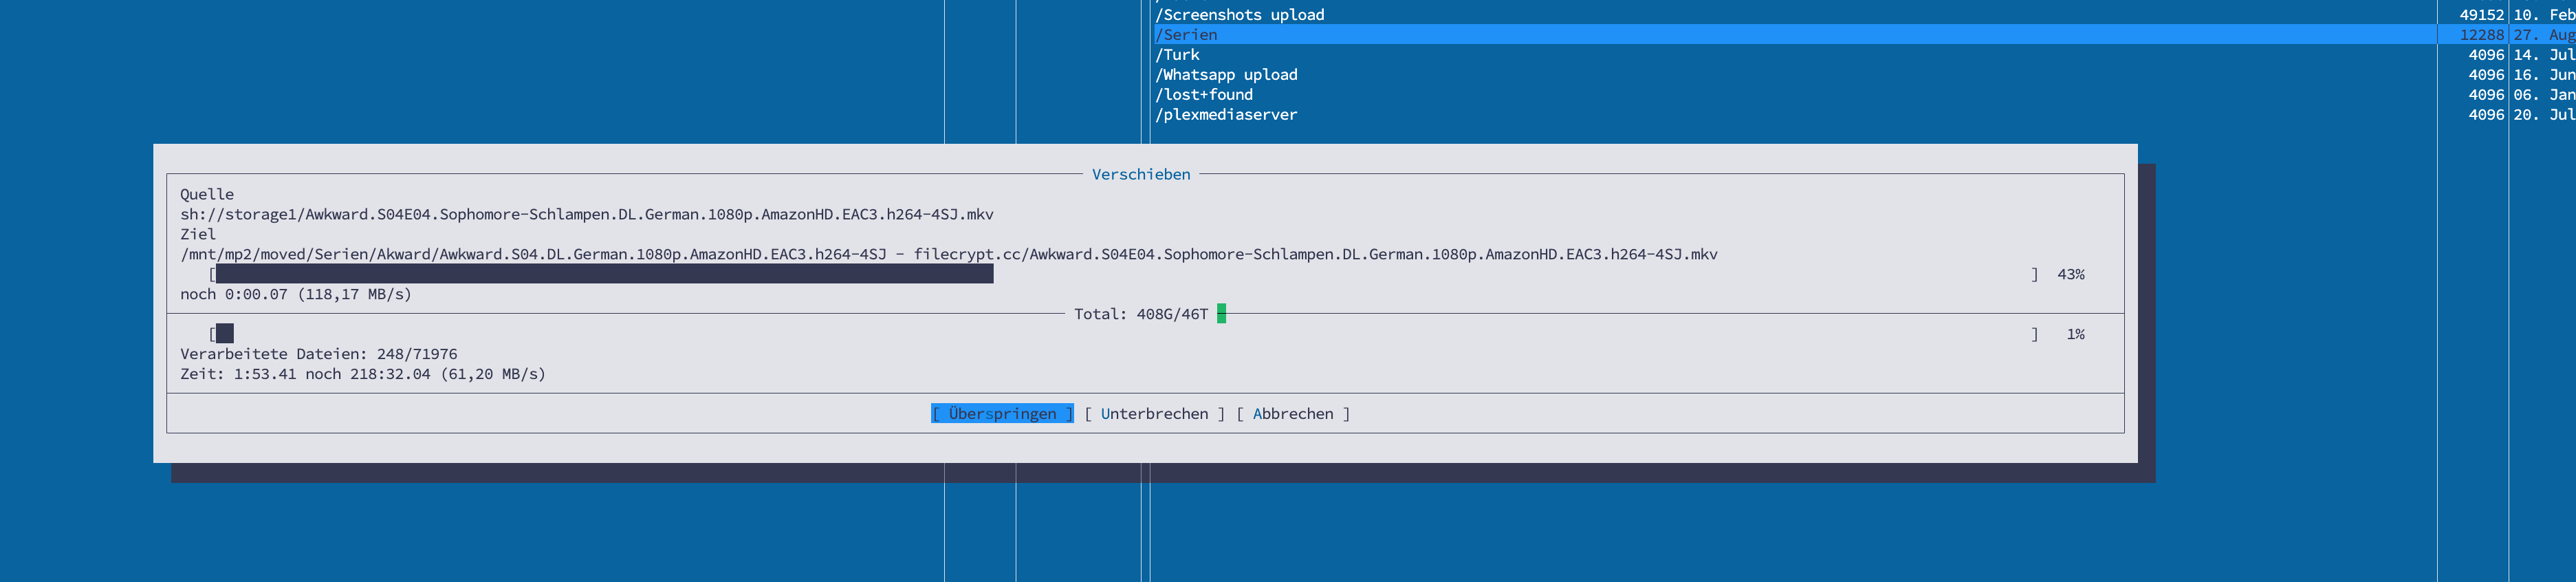 /Screenshots upload 49152 10. Feb
/Serien 12288 27. Aug
/Turk 4096 14. Jul
/Whatsapp upload 4096 16. Jun
/lost+found 4096 06. Jan
/plexmediaserver 4096 20. Jul
Verschieben
Quelle
sh://storage1/Awkward.S04E04.Sophomore-Schlampen.DL.German.1080p.AmazonHD.EAC3.h264-4SJ.mkv
Ziel
/mnt/mp2/moved/Serien/Akward/Awkward.S04.DL.German.1080p.AmazonHD.EAC3.h264-4SJ - filecrypt.cc/Awkward.S04E04.Sophomore-Schlampen.DL.German.1080p.AmazonHD.EAC3.h264-4SJ.mkv
[ ] 43%
noch 0:00.07 (118,17 MB/s)
Total: 408G/46T
[ ] 1%
Verarbeitete Dateien: 248/71976
Zeit: 1:53.41 noch 218:32.04 (61,20 MB/s)
[ Überspringen ] [ Unterbrechen ] [ Abbrechen ]